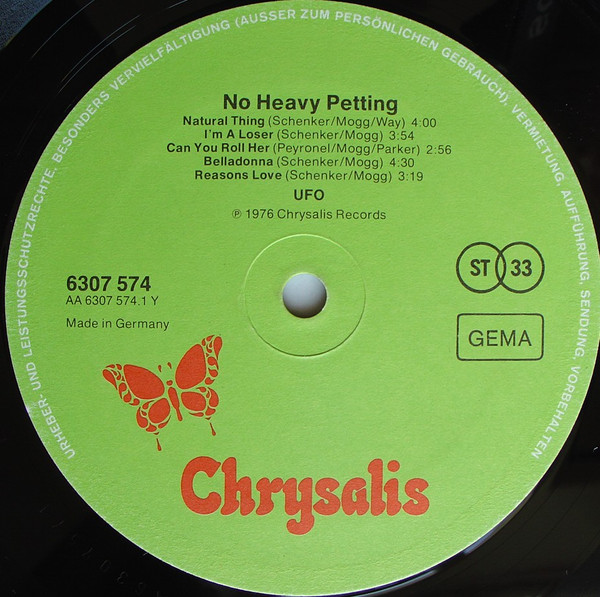 URHEBER- UND LEISTUNGSSCHUTZRECHTE, BESONDERS VERVIELFÄLTIGUNG (AUSSER ZUM PERSÖNLICHEN GEBRAUCH), VERMIETUNG, AUFFÜHRUNG, SENDUNG, VORBEHALTEN
No Heavy Petting
Natural Thing (Schenker/Mogg/Way) 4:00
I'm A Loser (Schenker/Mogg) 3:54
Can You Roll Her (Peyronel/Mogg/Parker) 2:56
Belladonna (Schenker/Mogg) 4:30
Reasons Love (Schenker/Mogg) 3:19
UFO
℗ 1976 Chrysalis Records
6307 574
AA 6307 574.1 Y
Made in Germany
ST 33
GEMA
Chrysalis